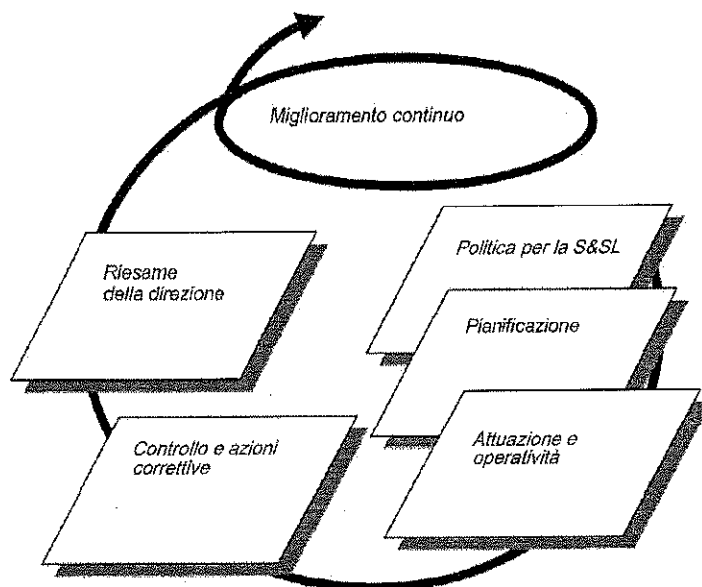 Miglioramento continuo
Politica per la S&SL
Pianificazione
Attuazione e
operatività
Controllo e azioni
correttive
Riesame
della direzione